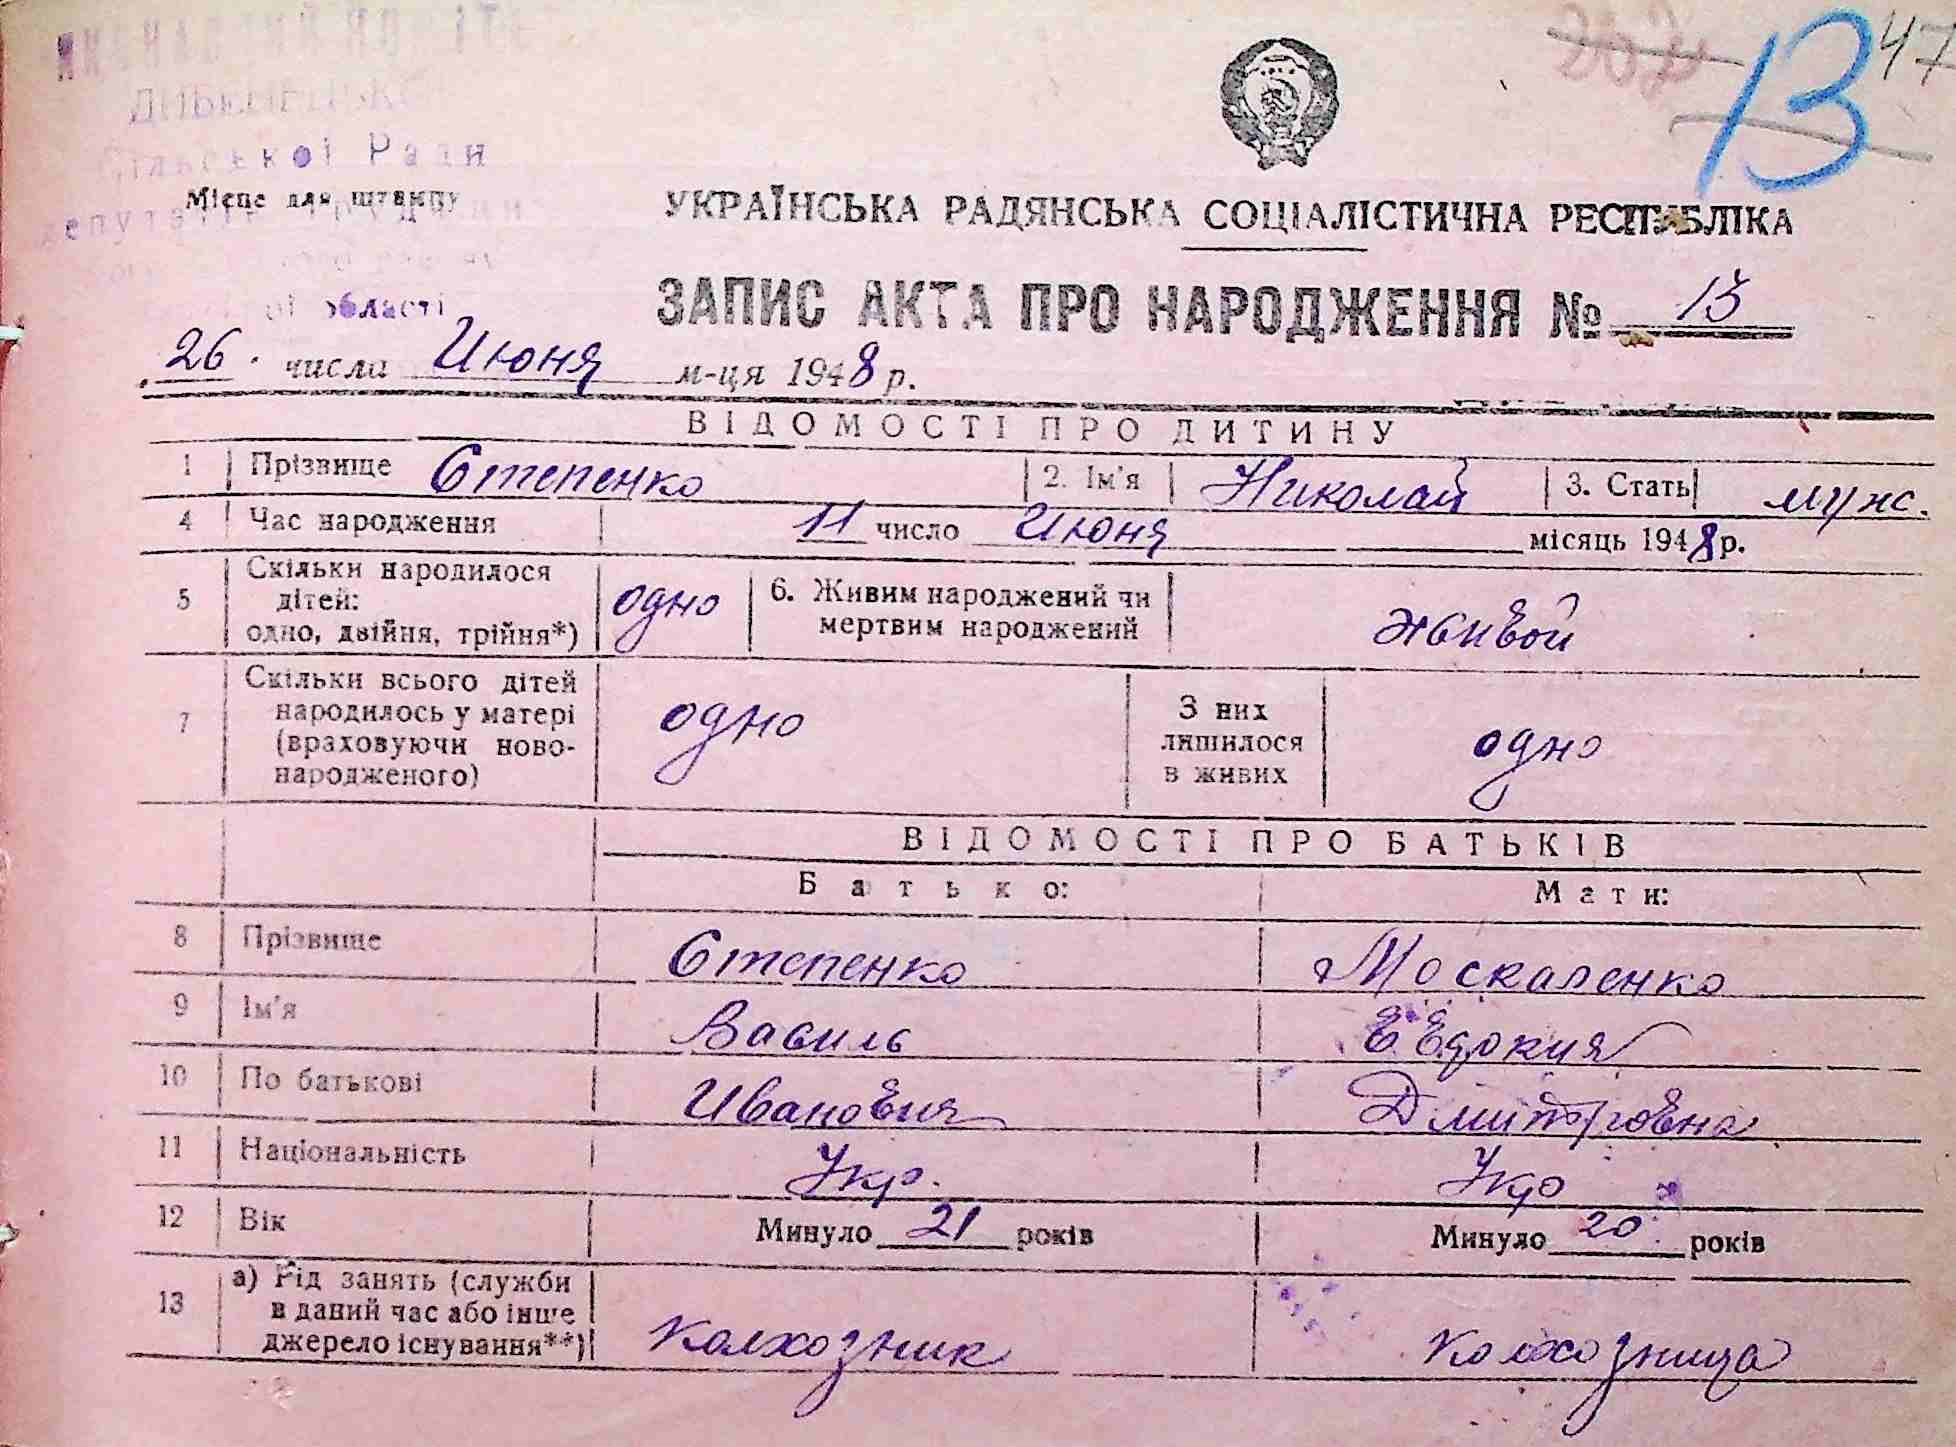 47
13
Сільської Ради
області
Місце для штампу
УКРАЇНСЬКА РАДЯНСЬКА СОЦІАЛІСТИЧНА РЕСПУБЛІКА
ЗАПИС АКТА ПРО НАРОДЖЕННЯ № 13
26. числа Июня м-ця 1948 р.
ВІДОМОСТІ ПРО ДИТИНУ
1 Прізвище Степенко 2. Ім'я Николай 3. Стать мужс.
4 Час народження 11 число Июня місяць 1948 р.
5 Скільки народилося дітей: одно, двійня, трійня*) одно 6. Живим народжений чи мертвим народжений живой
7 Скільки всього дітей народилось у матері (враховуючи ново-народженого) одно З них лишилося в живих одно
ВІДОМОСТІ ПРО БАТЬКІВ
Батько: Мати:
8 Прізвище Степенко Москаленко
9 Ім'я Василь Евдокия
10 По батькові Иванович Дмитровна
11 Національність Укр. Укр
12 Вік Минуло 21 років Минуло 20 років
13 а) Рід занять (служби в даний час або інше джерело існування**) колхозник колхозница